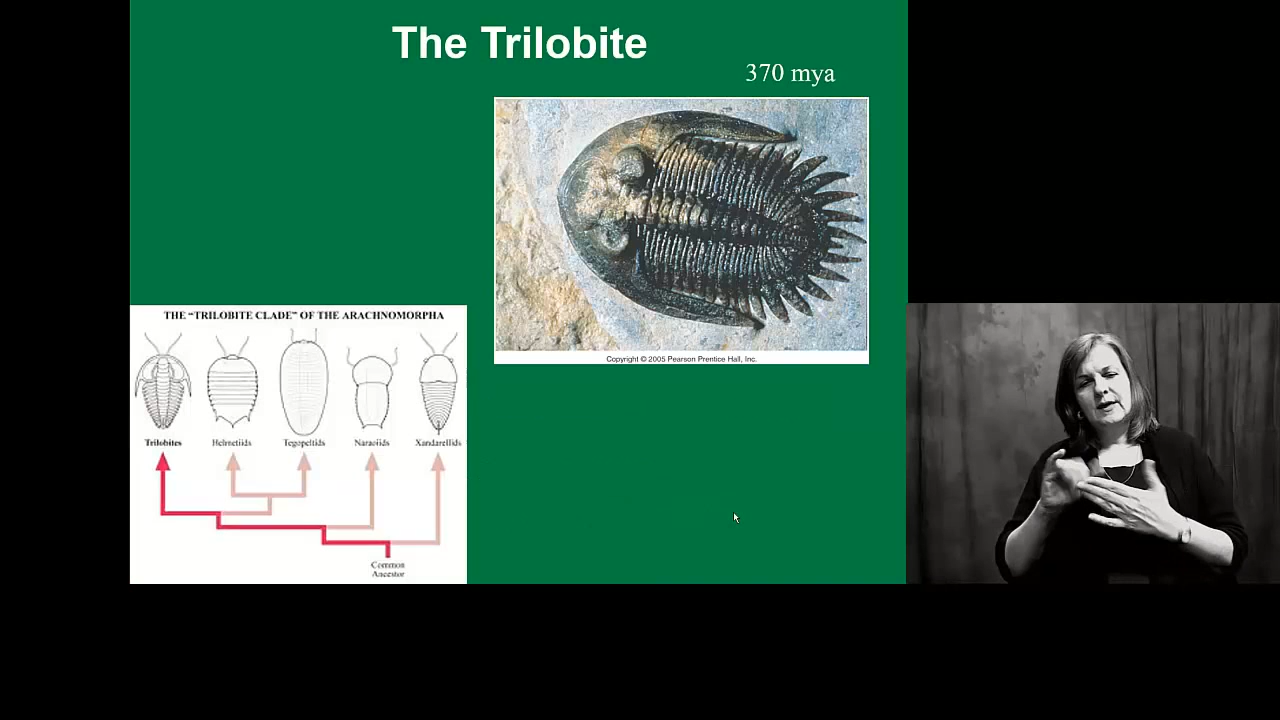 The Trilobite
370 mya
Copyright © 2005 Pearson Prentice Hall, Inc.
THE “TRILOBITE CLADE” OF THE ARACHNOMORPHA
Trilobites Helmetiids Tegopeltids Naraoiids Xandarellids
Common
Ancestor